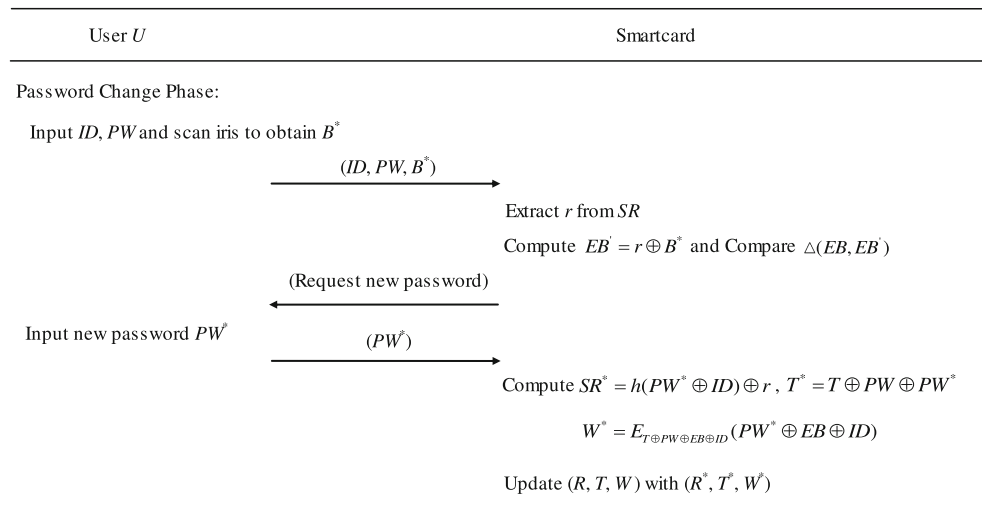 User U Smartcard
Password Change Phase:
Input ID, PW and scan iris to obtain B*
(ID, PW, B*)
Extract r from SR
Compute EB' = r ⊕ B* and Compare △(EB, EB')
(Request new password)
Input new password PW*
(PW*)
Compute SR* = h(PW* ⊕ ID) ⊕ r , T* = T ⊕ PW ⊕ PW*
W* = E_{T⊕PW⊕EB⊕ID}(PW* ⊕ EB ⊕ ID)
Update (R, T, W) with (R*, T*, W*)